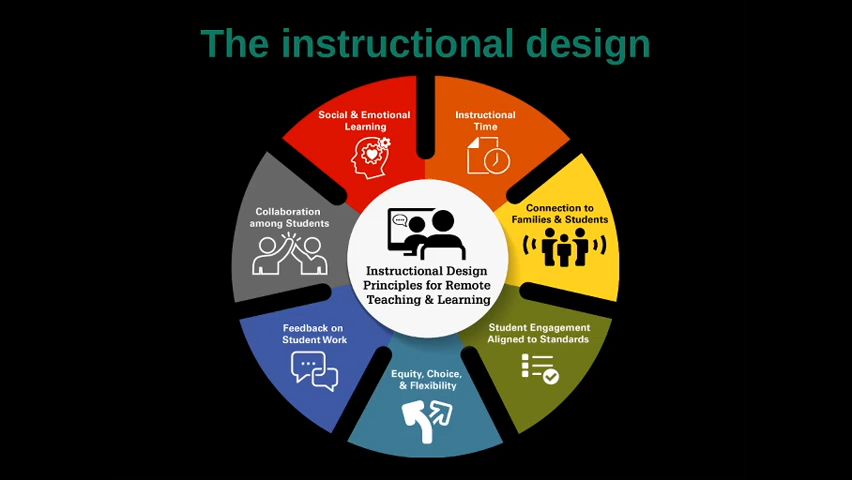 The instructional design
Social & Emotional
Learning
Instructional
Time
Collaboration
among Students
Connection to
Families & Students
Instructional Design
Principles for Remote
Teaching & Learning
Feedback on
Student Work
Student Engagement
Aligned to Standards
Equity, Choice,
& Flexibility